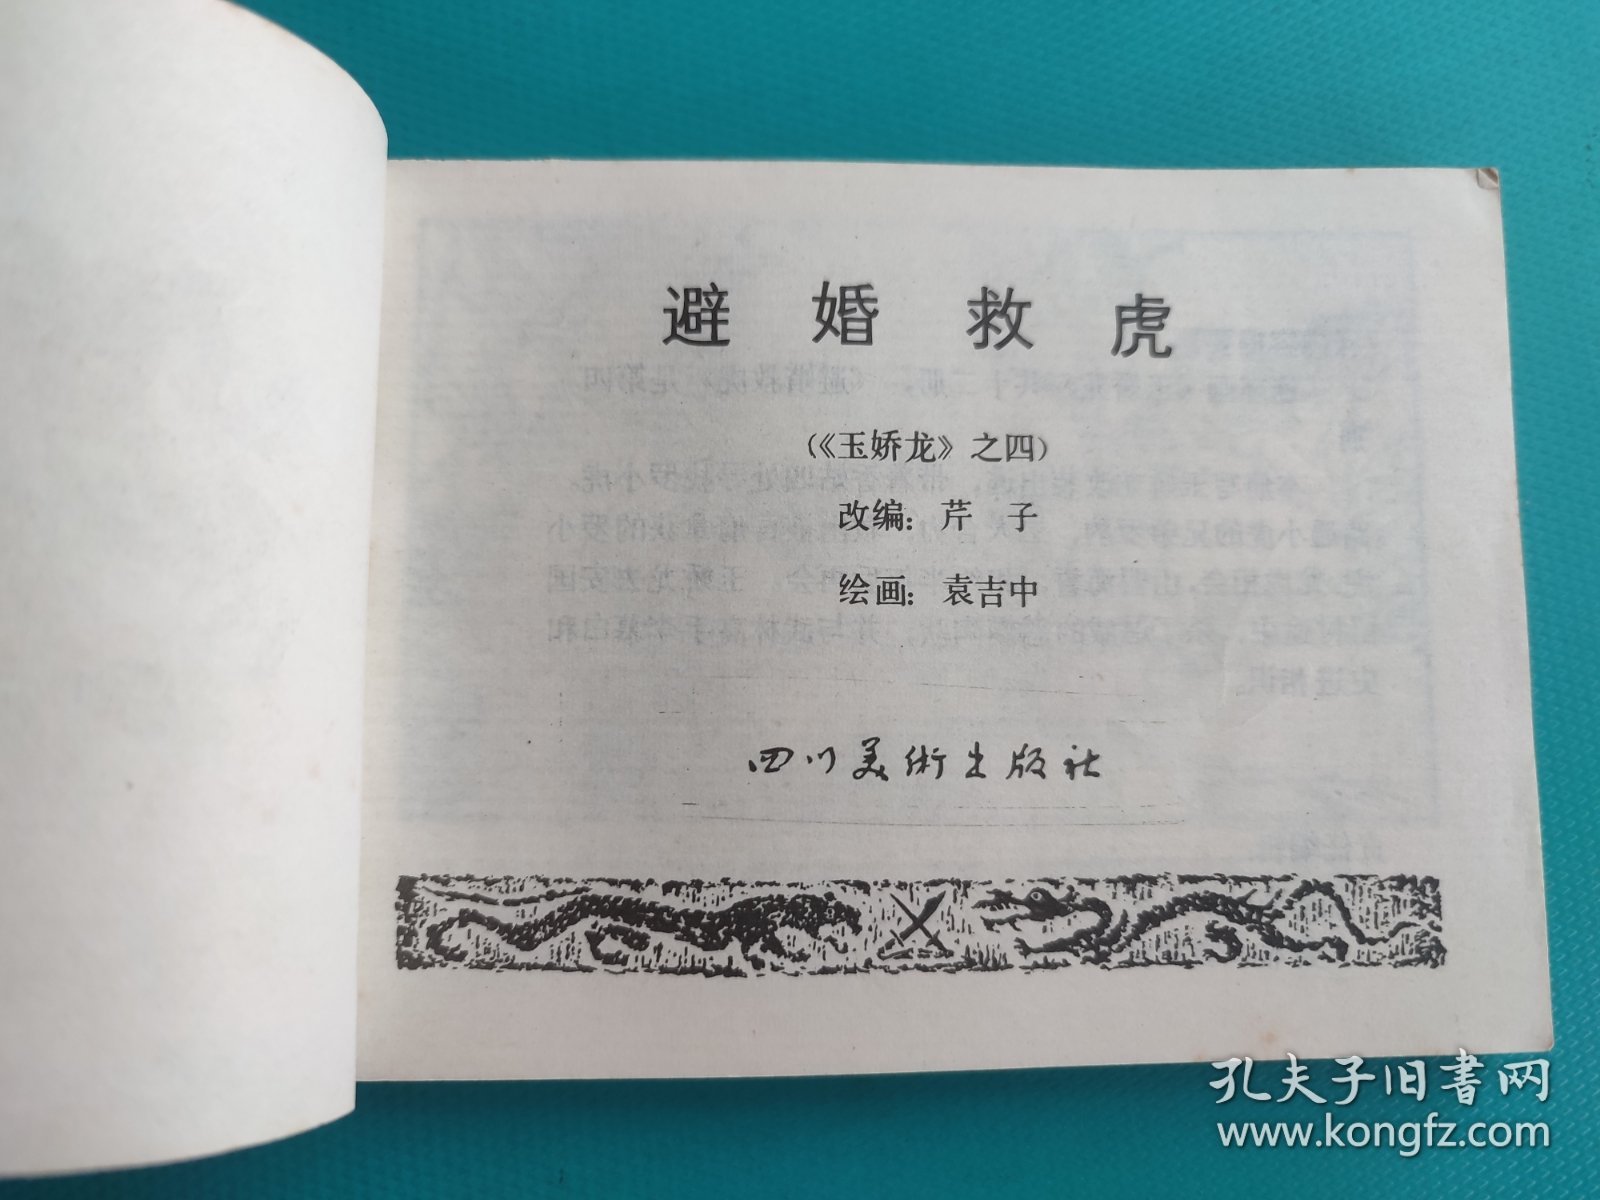 避婚救虎
(《玉娇龙》之四)
改编：芹 子
绘画：袁吉中
四川美術出版社
孔夫子旧書网
www.kongfz.com